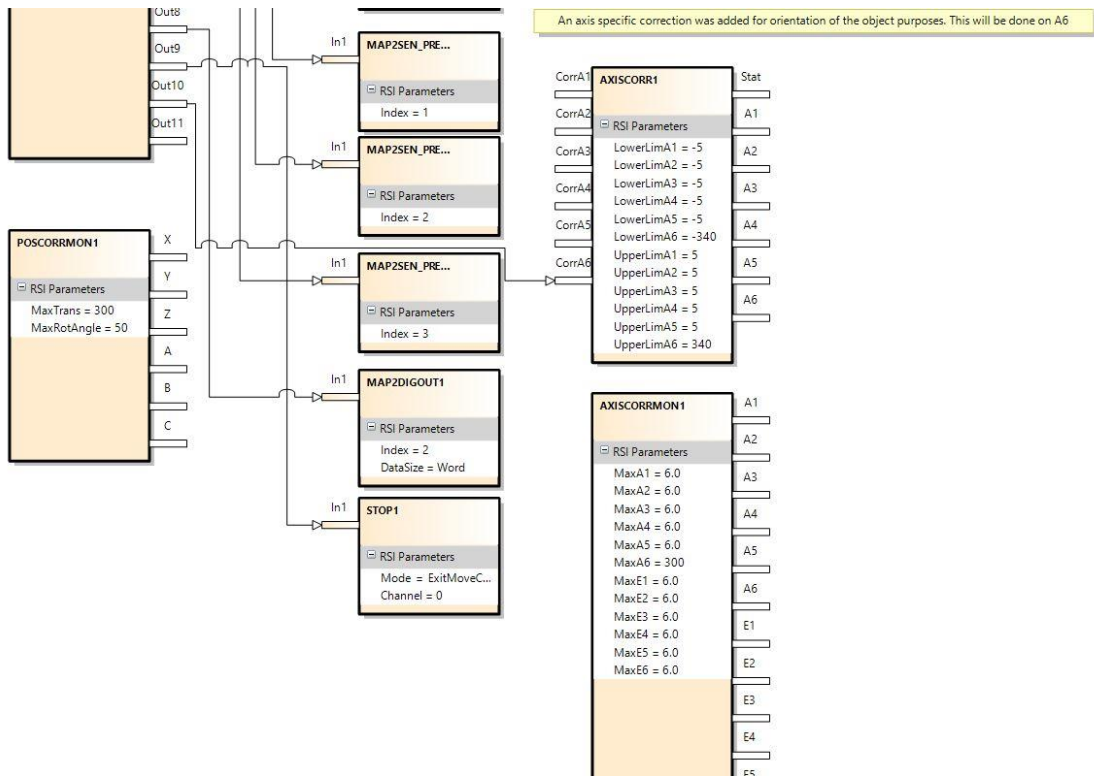 An axis specific correction was added for orientation of the object purposes. This will be done on A6
Out8
Out9
Out10
Out11
POSCORRMON1
RSI Parameters
MaxTrans = 300
MaxRotAngle = 50
X
Y
Z
A
B
C
In1
MAP2SEN_PRE...
RSI Parameters
Index = 1
In1
MAP2SEN_PRE...
RSI Parameters
Index = 2
In1
MAP2SEN_PRE...
RSI Parameters
Index = 3
In1
MAP2DIGOUT1
RSI Parameters
Index = 2
DataSize = Word
In1
STOP1
RSI Parameters
Mode = ExitMoveC...
Channel = 0
CorrA1
CorrA2
CorrA3
CorrA4
CorrA5
CorrA6
AXISCORR1
RSI Parameters
LowerLimA1 = -5
LowerLimA2 = -5
LowerLimA3 = -5
LowerLimA4 = -5
LowerLimA5 = -5
LowerLimA6 = -340
UpperLimA1 = 5
UpperLimA2 = 5
UpperLimA3 = 5
UpperLimA4 = 5
UpperLimA5 = 5
UpperLimA6 = 340
Stat
A1
A2
A3
A4
A5
A6
AXISCORRMON1
RSI Parameters
MaxA1 = 6.0
MaxA2 = 6.0
MaxA3 = 6.0
MaxA4 = 6.0
MaxA5 = 6.0
MaxA6 = 300
MaxE1 = 6.0
MaxE2 = 6.0
MaxE3 = 6.0
MaxE4 = 6.0
MaxE5 = 6.0
MaxE6 = 6.0
A1
A2
A3
A4
A5
A6
E1
E2
E3
E4
E5